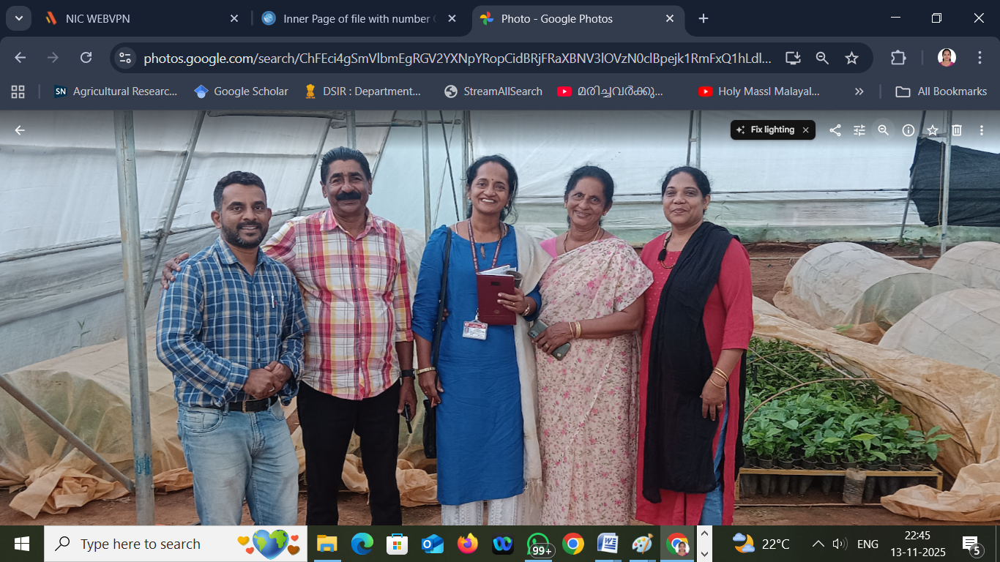 NIC WEBVPN
Inner Page of file with number
Photo - Google Photos
photos.google.com/search/ChFEci4gSmVlbmEgRGV2YXNpYRopCidBRjFRaXBNV3lOVzN0clBpejk1RmFxQ1hLdl...
SN Agricultural Researc...
Google Scholar
DSIR : Department...
StreamAllSearch
മരിച്ചവർക്കു...
Holy Massl Malayal...
»
All Bookmarks
Fix lighting
Type here to search
99+
22°C
ENG
22:45
13-11-2025
5